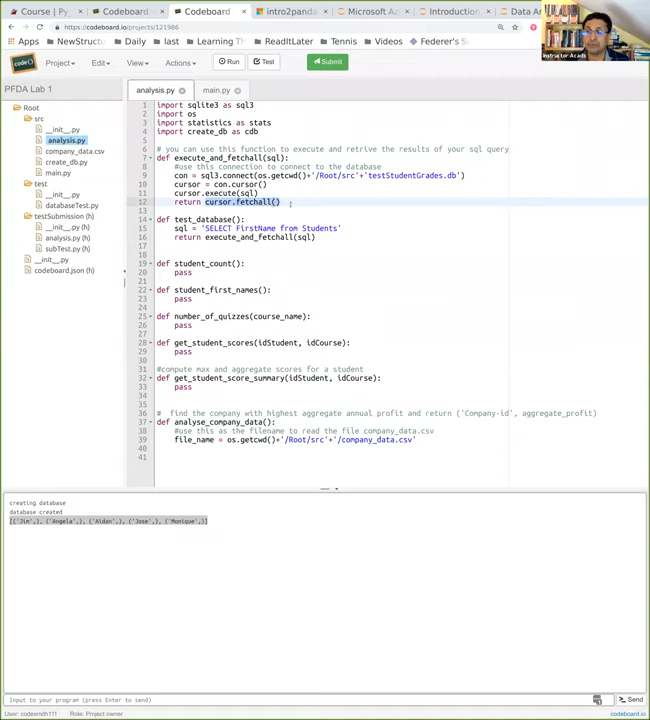 Course | Py
Codeboard
Codeboard
intro2panda
Microsoft Az
Introduction
Data An
https://codeboard.io/projects/121986
Apps
NewStructu
Daily
last
Learning Th
ReadItLater
Tennis
Videos
Federer's S
Instructor Acads
code
Project
Edit
View
Actions
Run
Test
Submit
PFDA Lab 1
analysis.py
main.py
Root
src
__init__.py
analysis.py
company_data.csv
create_db.py
main.py
test
__init__.py
databaseTest.py
testSubmission (h)
__init__.py (h)
analysis.py (h)
subTest.py (h)
__init__.py
codeboard.json (h)
1 import sqlite3 as sql3
2 import os
3 import statistics as stats
4 import create_db as cdb
5
6 # you can use this function to execute and retrive the results of your sql query
7 def execute_and_fetchall(sql):
8 #use this connection to connect to the database
9 con = sql3.connect(os.getcwd()+'/Root/src'+'testStudentGrades.db')
10 cursor = con.cursor()
11 cursor.execute(sql)
12 return cursor.fetchall()
13
14 def test_database():
15 sql = 'SELECT FirstName from Students'
16 return execute_and_fetchall(sql)
17
18
19 def student_count():
20 pass
21
22 def student_first_names():
23 pass
24
25 def number_of_quizzes(course_name):
26 pass
27
28 def get_student_scores(idStudent, idCourse):
29 pass
30
31 #compute max and aggregate scores for a student
32 def get_student_score_summary(idStudent, idCourse):
33 pass
34
35
36 # find the company with highest aggregate annual profit and return ('Company-id', aggregate_profit)
37 def analyse_company_data():
38 #use this as the filename to read the file company_data.csv
39 file_name = os.getcwd()+'/Root/src'+'/company_data.csv'
40
41
creating database
database created
[('Jim',), ('Angela',), ('Aidan',), ('Jose',), ('Monique',)]
Input to your program (press Enter to send)
Send
User: codesmith111
Role: Project owner
codeboard.io